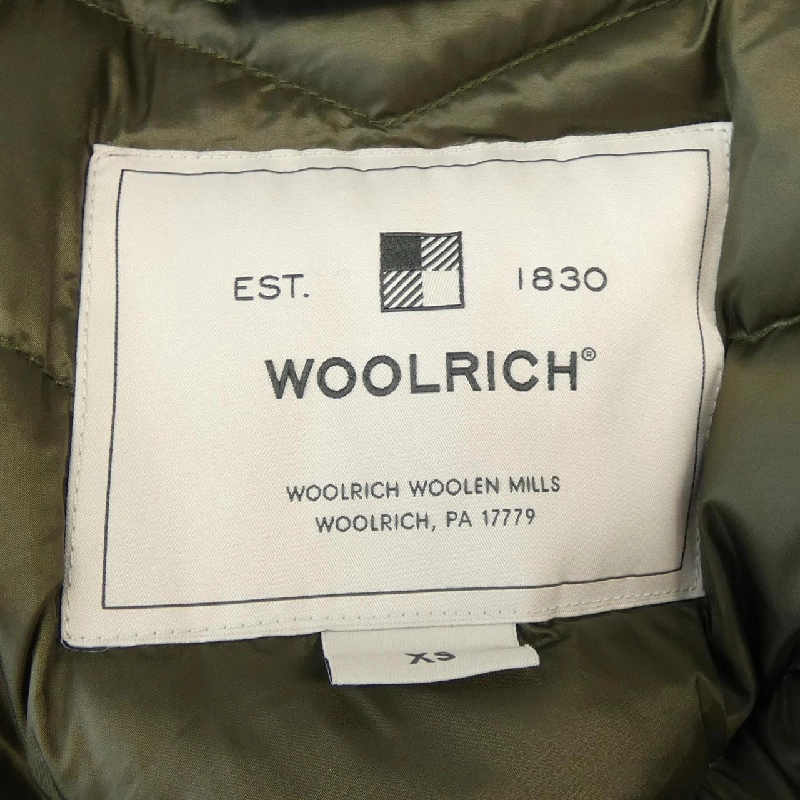 EST. 1830
WOOLRICH®
WOOLRICH WOOLEN MILLS
WOOLRICH, PA 17779
XS